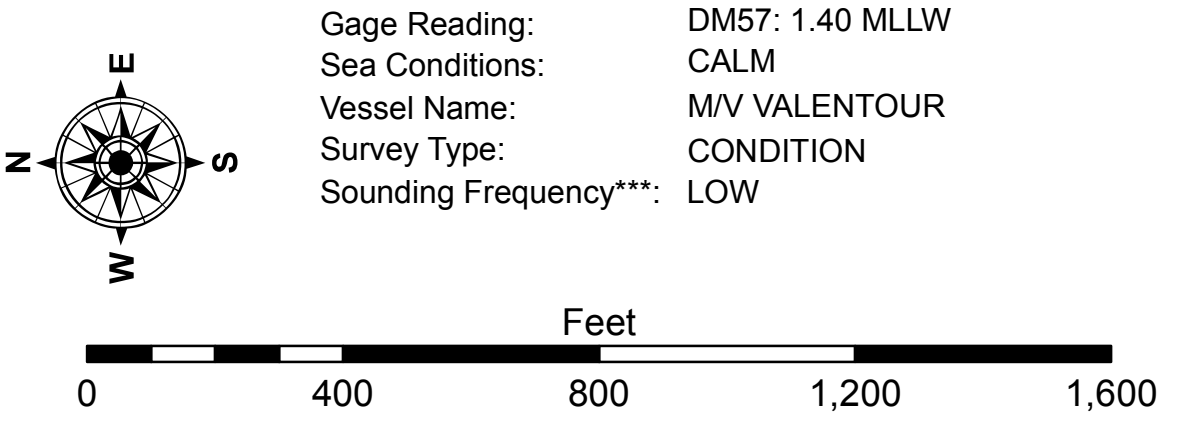 Gage Reading: DM57: 1.40 MLLW
Sea Conditions: CALM
Vessel Name: M/V VALENTOUR
Survey Type: CONDITION
Sounding Frequency***: LOW
E
N
S
W
Feet
0 400 800 1,200 1,600